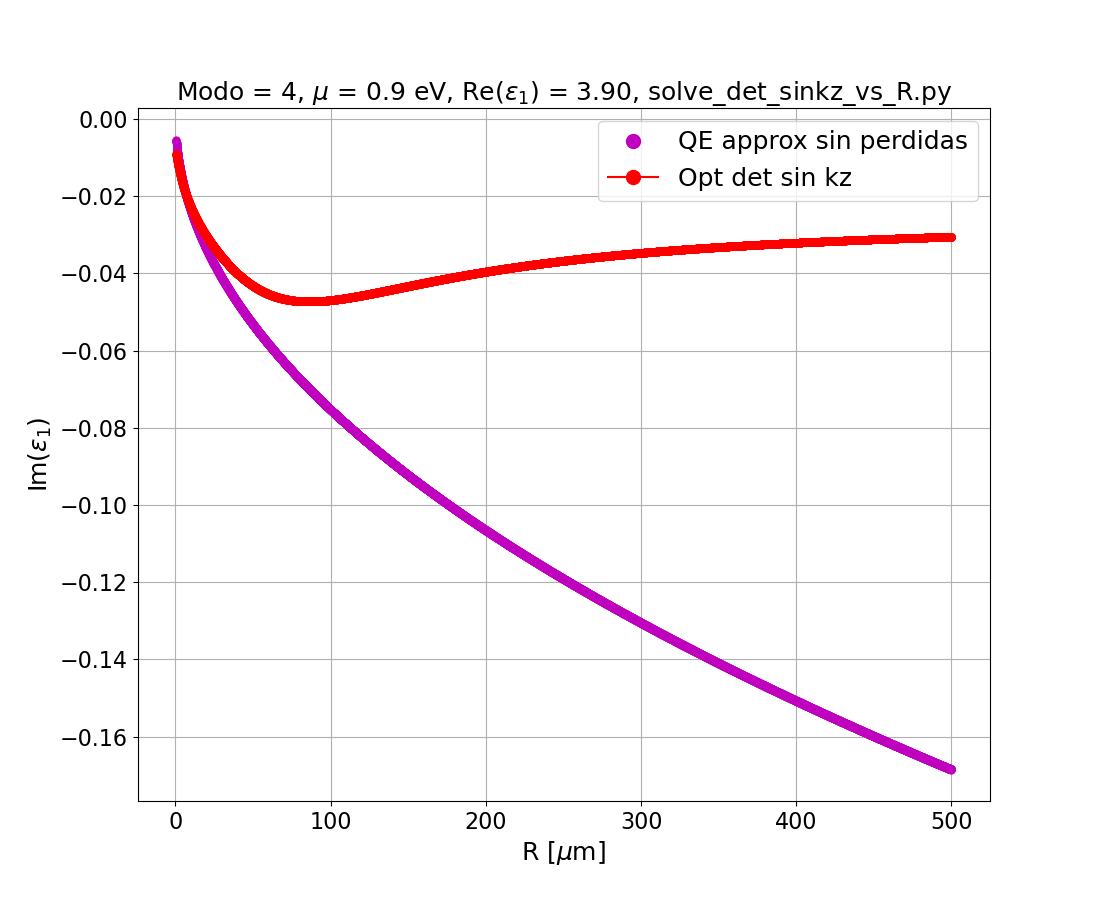 Modo = 4, μ = 0.9 eV, Re(ε₁) = 3.90, solve_det_sinkz_vs_R.py
QE approx sin perdidas
Opt det sin kz
0.00
−0.02
−0.04
−0.06
−0.08
−0.10
−0.12
−0.14
−0.16
Im(ε₁)
0 100 200 300 400 500
R [μm]